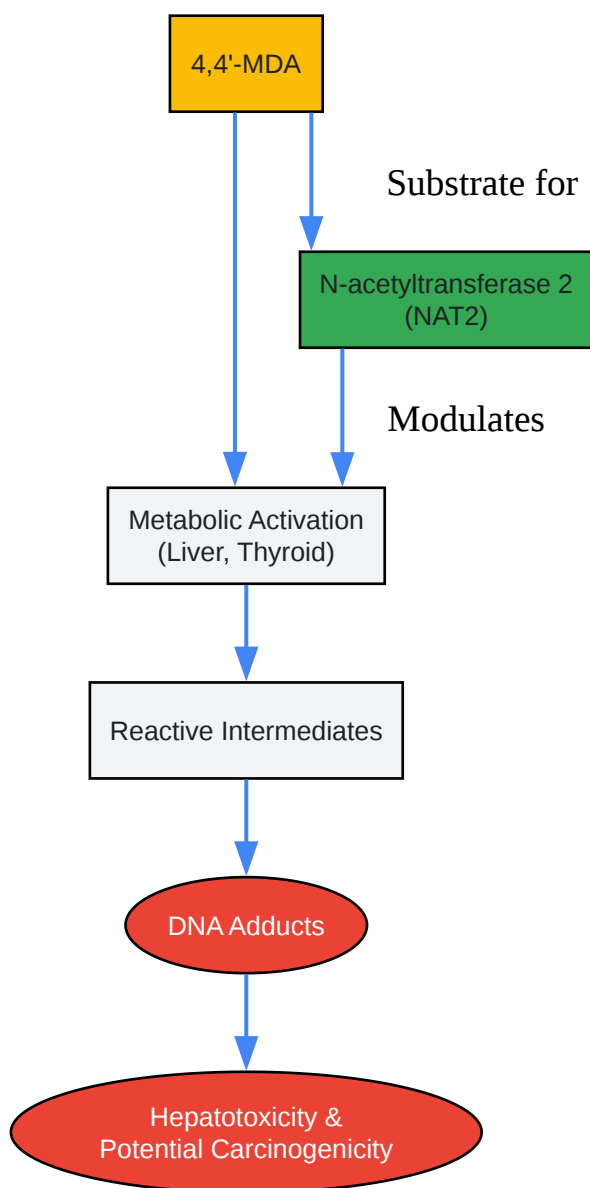 4,4'-MDA
Substrate for
N-acetyltransferase 2
(NAT2)
Modulates
Metabolic Activation
(Liver, Thyroid)
Reactive Intermediates
DNA Adducts
Hepatotoxicity &
Potential Carcinogenicity